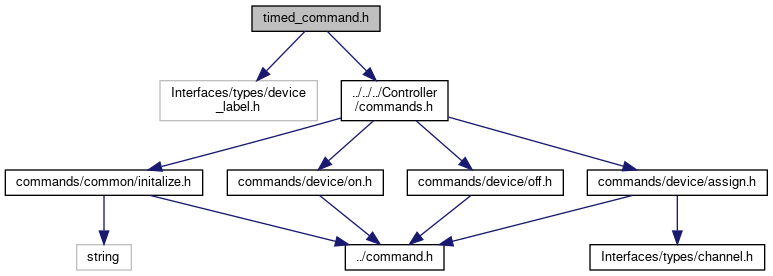 timed_command.h
Interfaces/types/device
_label.h
../../../Controller
/commands.h
commands/common/initalize.h
commands/device/on.h
commands/device/off.h
commands/device/assign.h
string
../command.h
Interfaces/types/channel.h